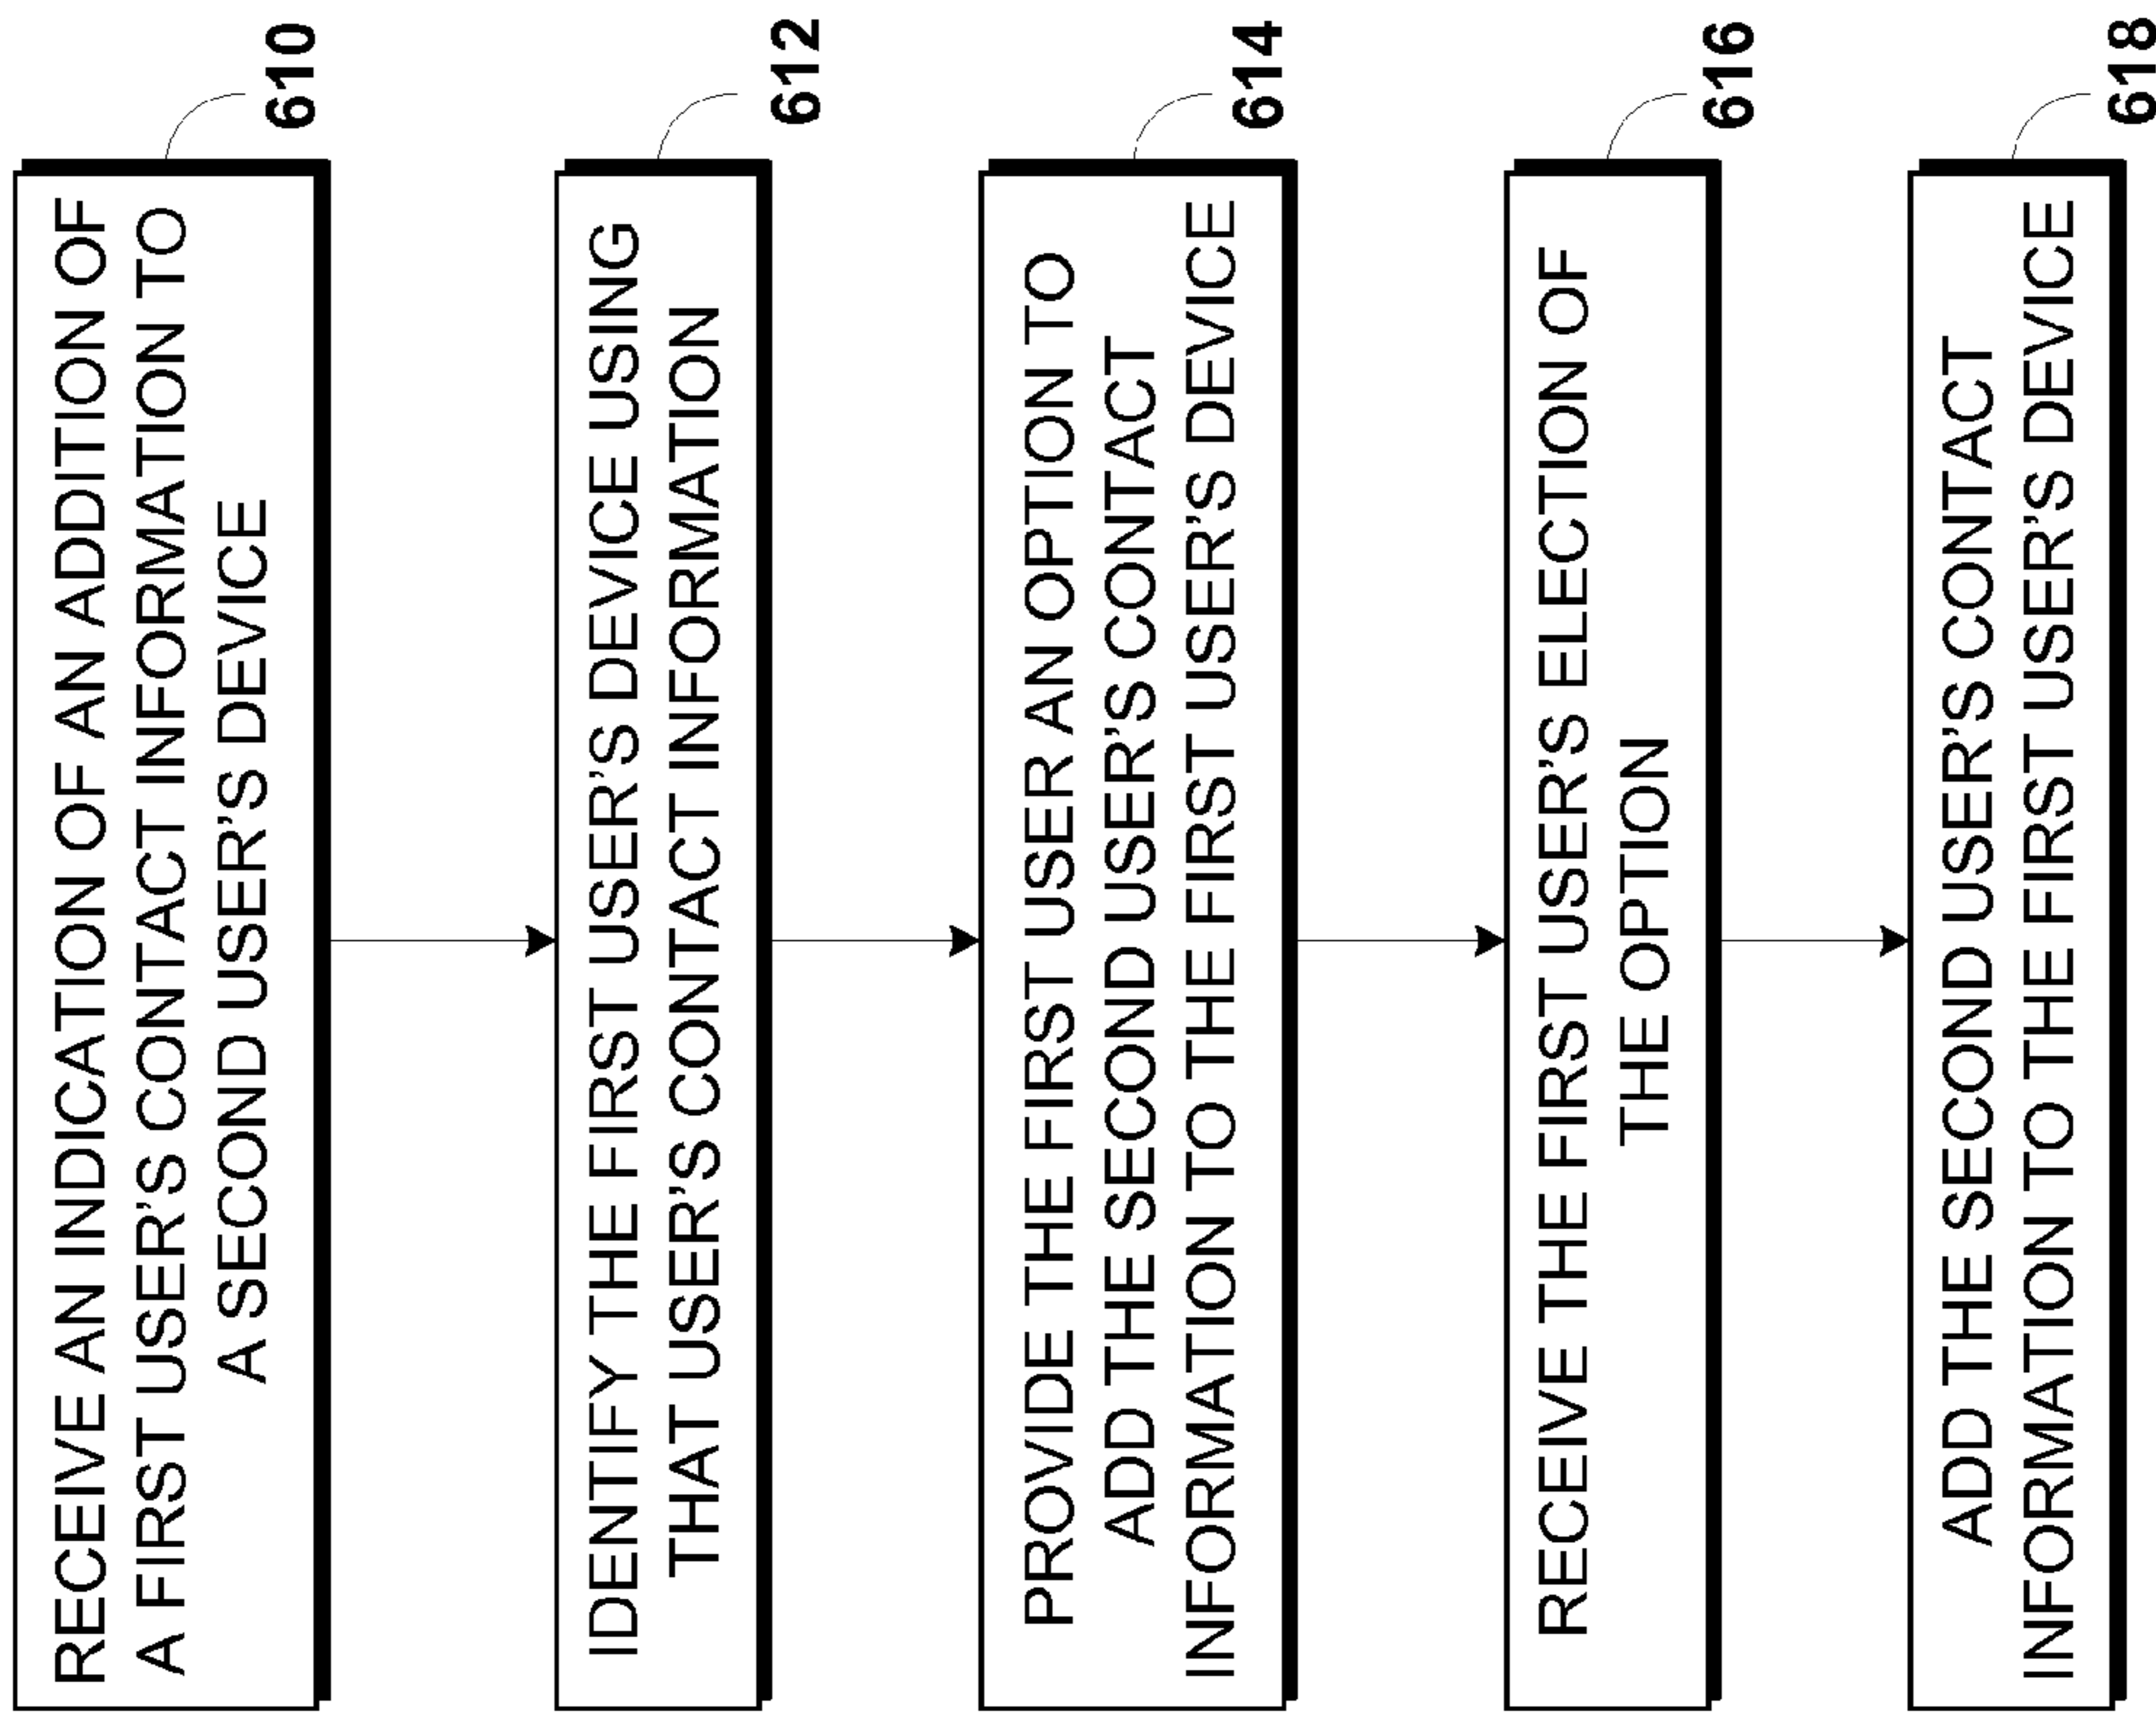 RECEIVE AN INDICATION OF AN ADDITION OF
A FIRST USER'S CONTACT INFORMATION TO
A SECOND USER'S DEVICE
610
IDENTIFY THE FIRST USER'S DEVICE USING
THAT USER'S CONTACT INFORMATION
612
PROVIDE THE FIRST USER AN OPTION TO
ADD THE SECOND USER'S CONTACT
INFORMATION TO THE FIRST USER'S DEVICE
614
RECEIVE THE FIRST USER'S SELECTION OF
THE OPTION
616
ADD THE SECOND USER'S CONTACT
INFORMATION TO THE FIRST USER'S DEVICE
618